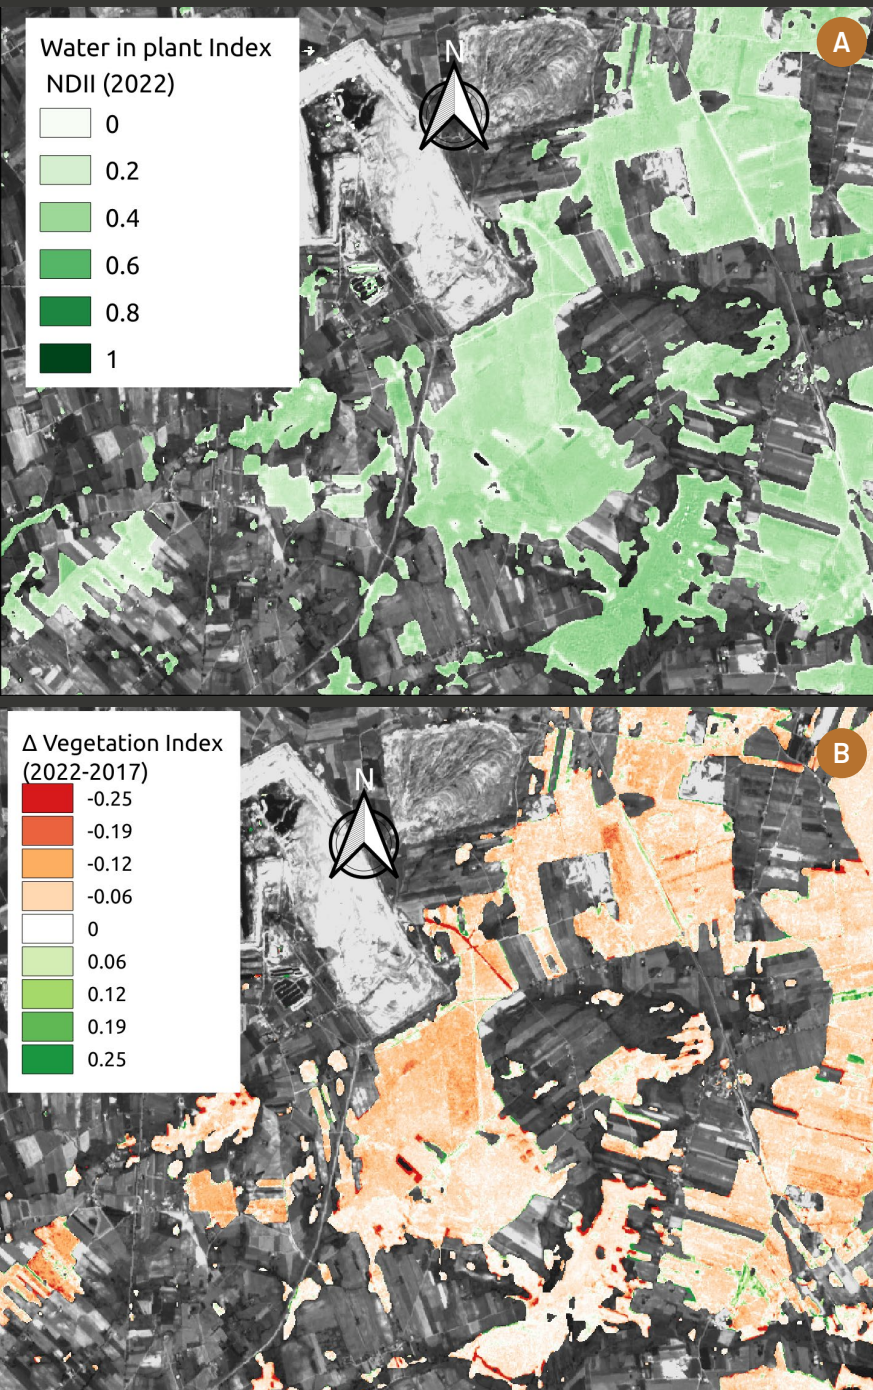 Water in plant Index
NDII (2022)
0
0.2
0.4
0.6
0.8
1
N
A
Δ Vegetation Index
(2022-2017)
-0.25
-0.19
-0.12
-0.06
0
0.06
0.12
0.19
0.25
N
B